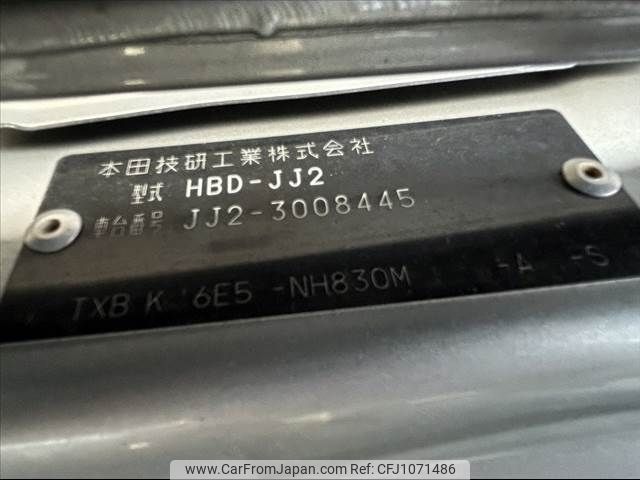 本田技研工業株式会社
型式 HBD-JJ2
車台番号 JJ2-3008445
TXB K 6E5 -NH830M -A -S
www.CarFromJapan.com | CFJ1071486